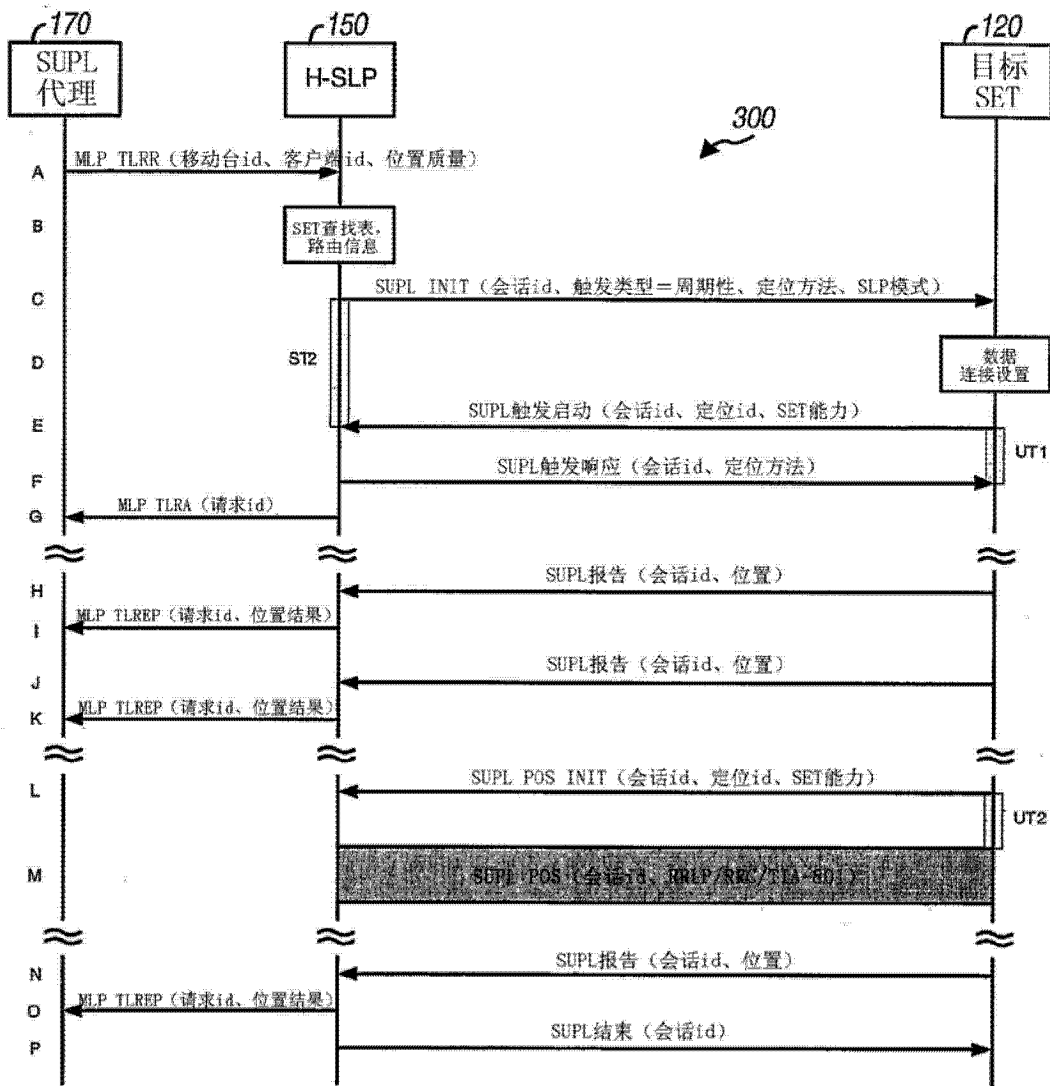 170
150
120
SUPL
代理
H-SLP
目标
SET
300
A
MLP TLRR（移动台id、客户端id、位置质量）
B
SET查找表，
路由信息
C
SUPL INIT（会话id、触发类型＝周期性、定位方法、SLP模式）
D
ST2
数据
连接设置
E
SUPL触发启动（会话id、定位id、SET能力）
UT1
F
SUPL触发响应（会话id、定位方法）
G
MLP TLRA（请求id）
H
SUPL报告（会话id、位置）
I
MLP TLREP（请求id、位置结果）
J
SUPL报告（会话id、位置）
K
MLP TLREP（请求id、位置结果）
L
SUPL POS INIT（会话id、定位id、SET能力）
UT2
M
SUPL POS（会话id、RRLP/RRC/TIA-801）
N
SUPL报告（会话id、位置）
O
MLP TLREP（请求id、位置结果）
P
SUPL结束（会话id）